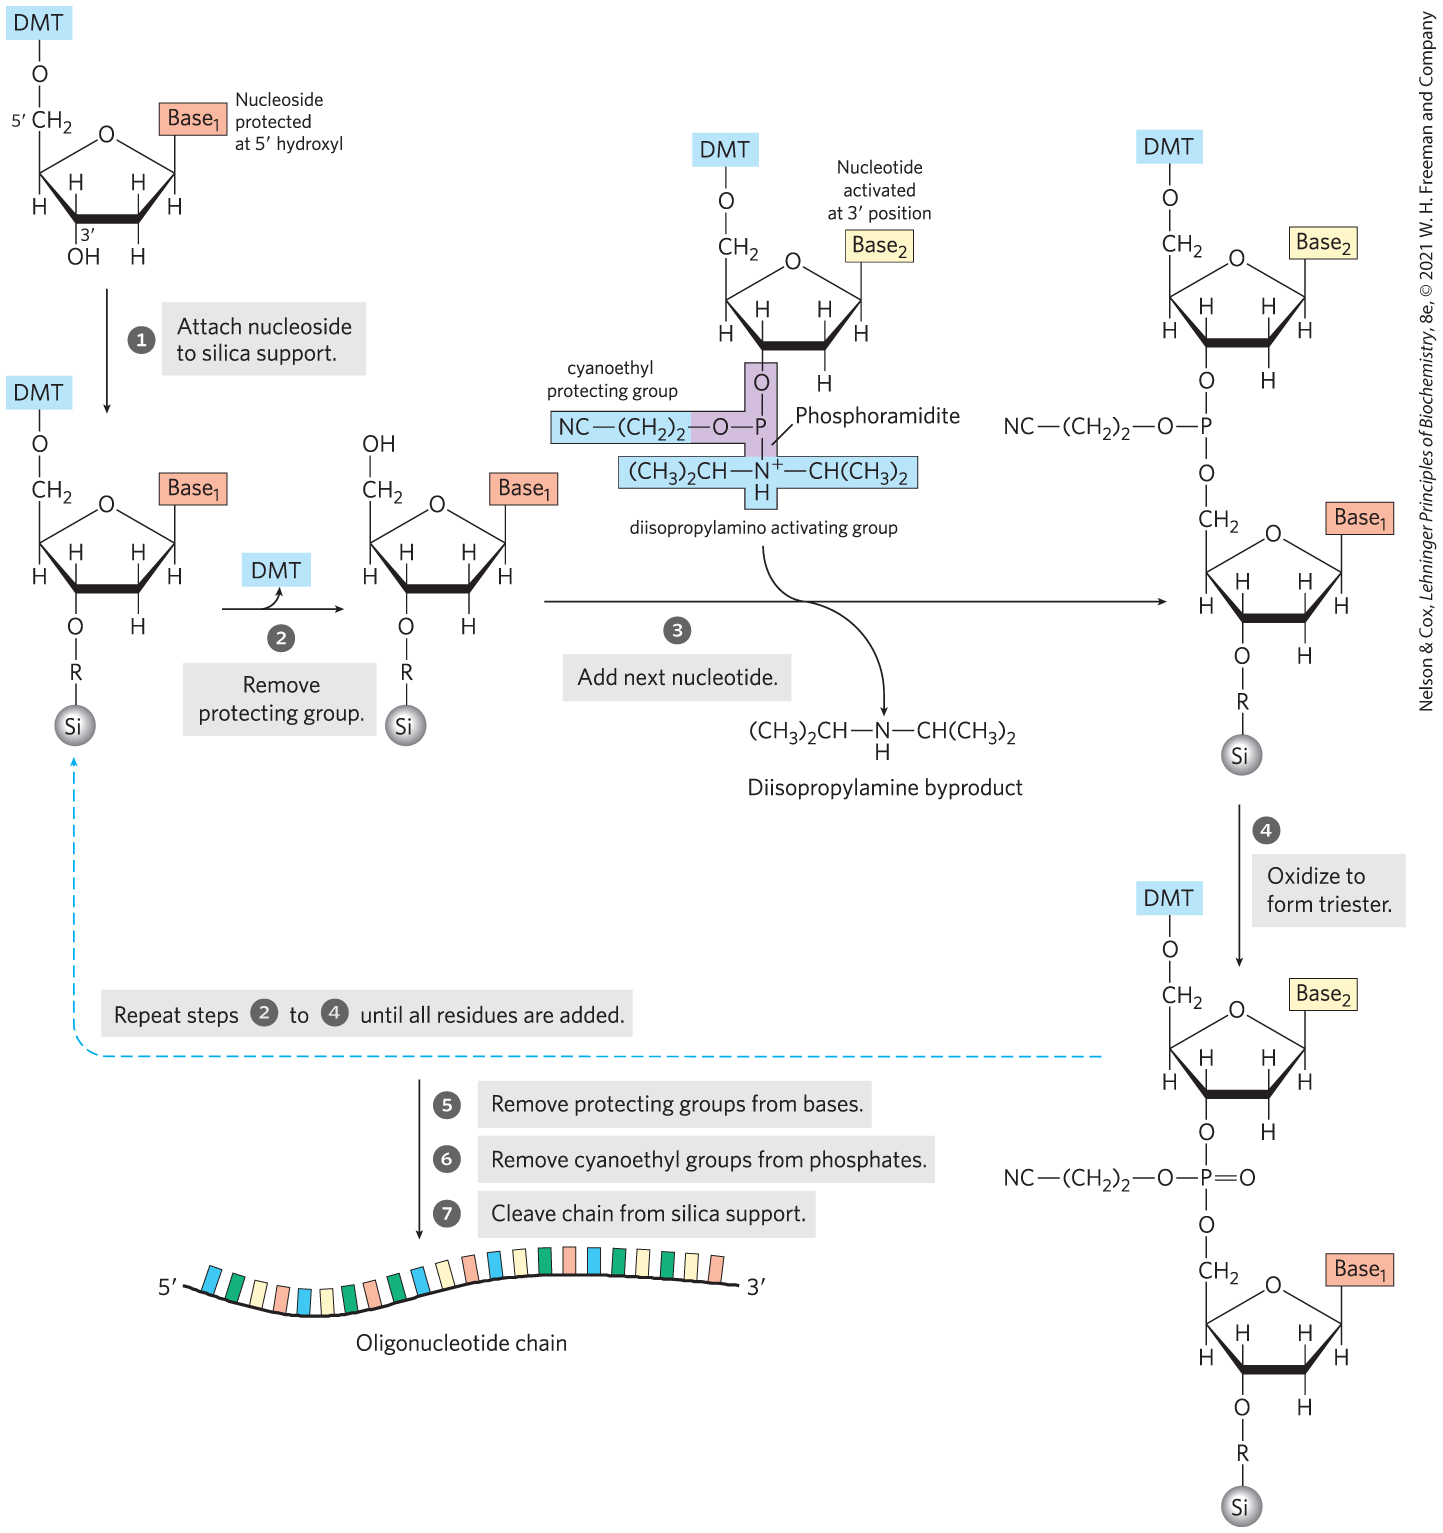 DMT
O
5′ CH2
O
Base1
Nucleoside
protected
at 5′ hydroxyl
H
H
H
H
3′
OH
H
1
Attach nucleoside
to silica support.
DMT
O
CH2
O
Base1
H
H
H
H
O
H
R
Si
DMT
2
Remove
protecting group.
OH
CH2
O
Base1
H
H
H
H
O
H
R
Si
DMT
O
CH2
O
Nucleotide
activated
at 3′ position
Base2
H
H
H
H
H
cyanoethyl
protecting group
O
NC—(CH2)2—O—P
Phosphoramidite
(CH3)2CH—N+—CH(CH3)2
H
diisopropylamino activating group
3
Add next nucleotide.
(CH3)2CH—N—CH(CH3)2
H
Diisopropylamine byproduct
DMT
O
CH2
O
Base2
H
H
H
H
O
H
NC—(CH2)2—O—P
O
CH2
O
Base1
H
H
H
H
O
H
R
Si
4
Oxidize to
form triester.
DMT
O
CH2
O
Base2
H
H
H
H
O
H
NC—(CH2)2—O—P=O
O
CH2
O
Base1
H
H
H
H
O
H
R
Si
Repeat steps 2 to 4 until all residues are added.
5 Remove protecting groups from bases.
6 Remove cyanoethyl groups from phosphates.
7 Cleave chain from silica support.
5′
3′
Oligonucleotide chain
Nelson & Cox, Lehninger Principles of Biochemistry, 8e, © 2021 W. H. Freeman and Company